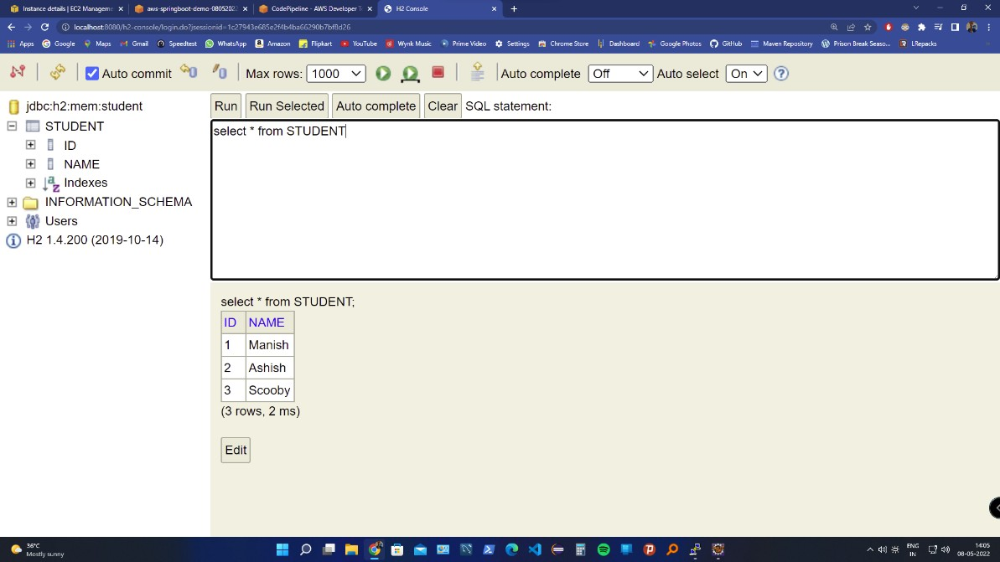 Instance details | EC2 Manageme
aws-springboot-demo-0805202
CodePipeline - AWS Developer T
H2 Console
localhost:8080/h2-console/login.do?jsessionid=1c27943e685e2f4b4ba66290b7bf8d26
Apps Google Maps Gmail Speedtest WhatsApp Amazon Flipkart YouTube Wynk Music Prime Video Settings Chrome Store Dashboard Google Photos GitHub Maven Repository Prison Break Seaso... LRepacks
Auto commit Max rows: 1000 Auto complete Off Auto select On
jdbc:h2:mem:student
STUDENT
ID
NAME
Indexes
INFORMATION_SCHEMA
Users
H2 1.4.200 (2019-10-14)
Run Run Selected Auto complete Clear SQL statement:
select * from STUDENT
select * from STUDENT;
ID NAME
1 Manish
2 Ashish
3 Scooby
(3 rows, 2 ms)
Edit
36°C
Mostly sunny
ENG
IN
14:05
08-05-2022